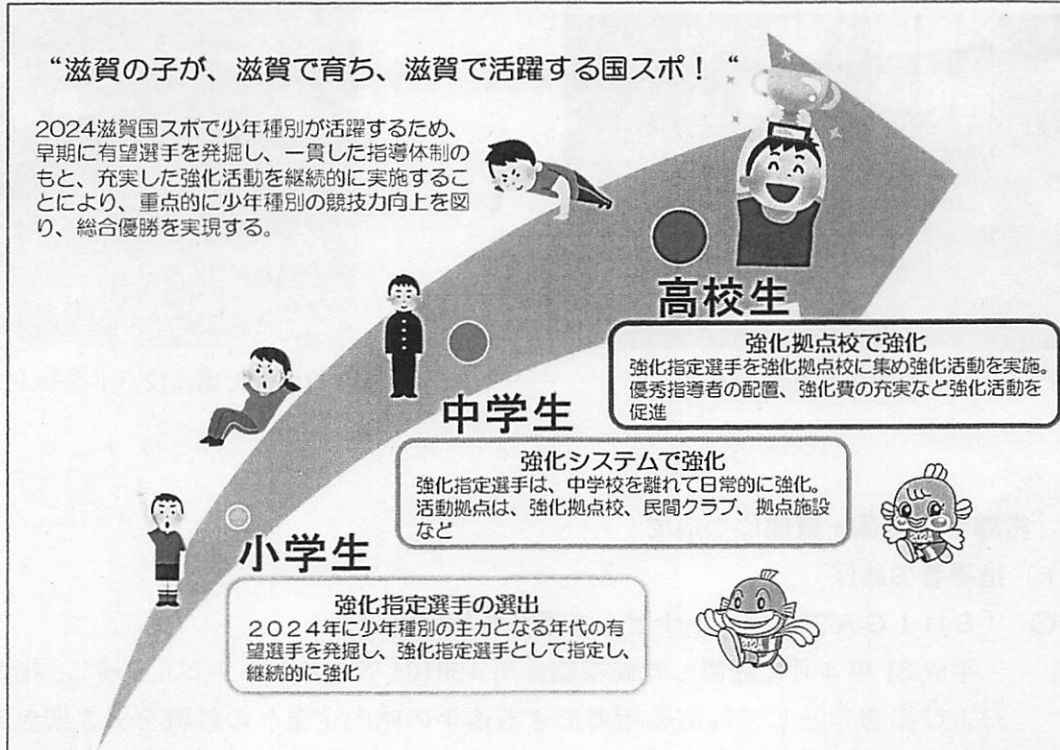 “滋賀の子が、滋賀で育ち、滋賀で活躍する国スポ！“
2024滋賀国スポで少年種別が活躍するため、
早期に有望選手を発掘し、一貫した指導体制の
もと、充実した強化活動を継続的に実施するこ
とにより、重点的に少年種別の競技力向上を図
り、総合優勝を実現する。
高校生
強化拠点校で強化
強化指定選手を強化拠点校に集め強化活動を実施。
優秀指導者の配置、強化費の充実など強化活動を
促進
中学生
強化システムで強化
強化指定選手は、中学校を離れて日常的に強化。
活動拠点は、強化拠点校、民間クラブ、拠点施設
など
小学生
強化指定選手の選出
２０２４年に少年種別の主力となる年代の有
望選手を発掘し、強化指定選手として指定し、
継続的に強化